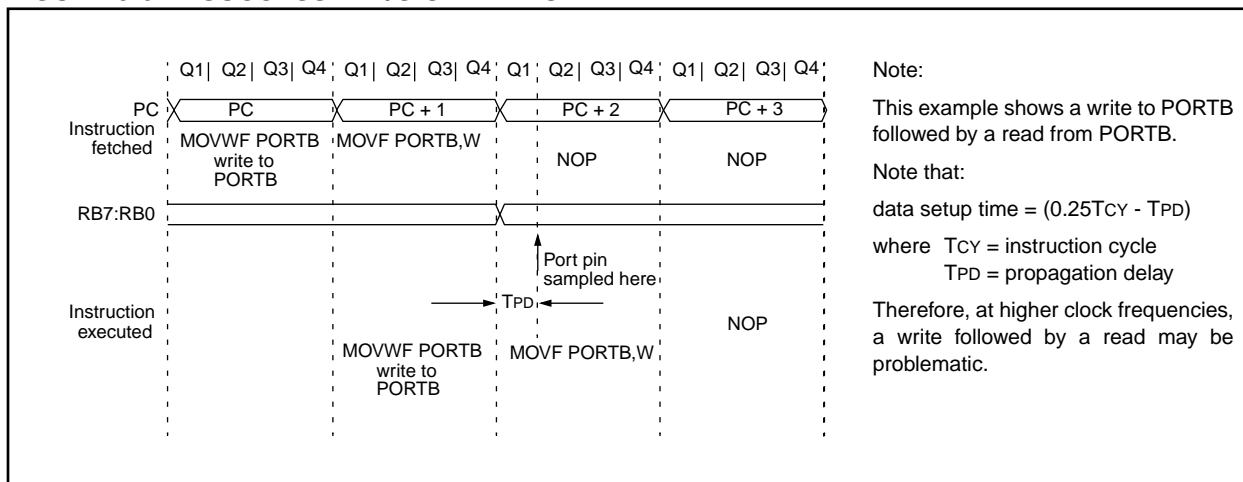 Q1| Q2| Q3| Q4 Q1| Q2| Q3| Q4 Q1 Q2| Q3| Q4 Q1| Q2| Q3| Q4
PC PC PC + 1 PC + 2 PC + 3
Instruction
fetched
MOVWF PORTB
write to
PORTB
MOVF PORTB,W
NOP
NOP
RB7:RB0
Port pin
sampled here
TPD
Instruction
executed
MOVWF PORTB
write to
PORTB
MOVF PORTB,W
NOP
Note:
This example shows a write to PORTB
followed by a read from PORTB.
Note that:
data setup time = (0.25TCY - TPD)
where TCY = instruction cycle
TPD = propagation delay
Therefore, at higher clock frequencies,
a write followed by a read may be
problematic.